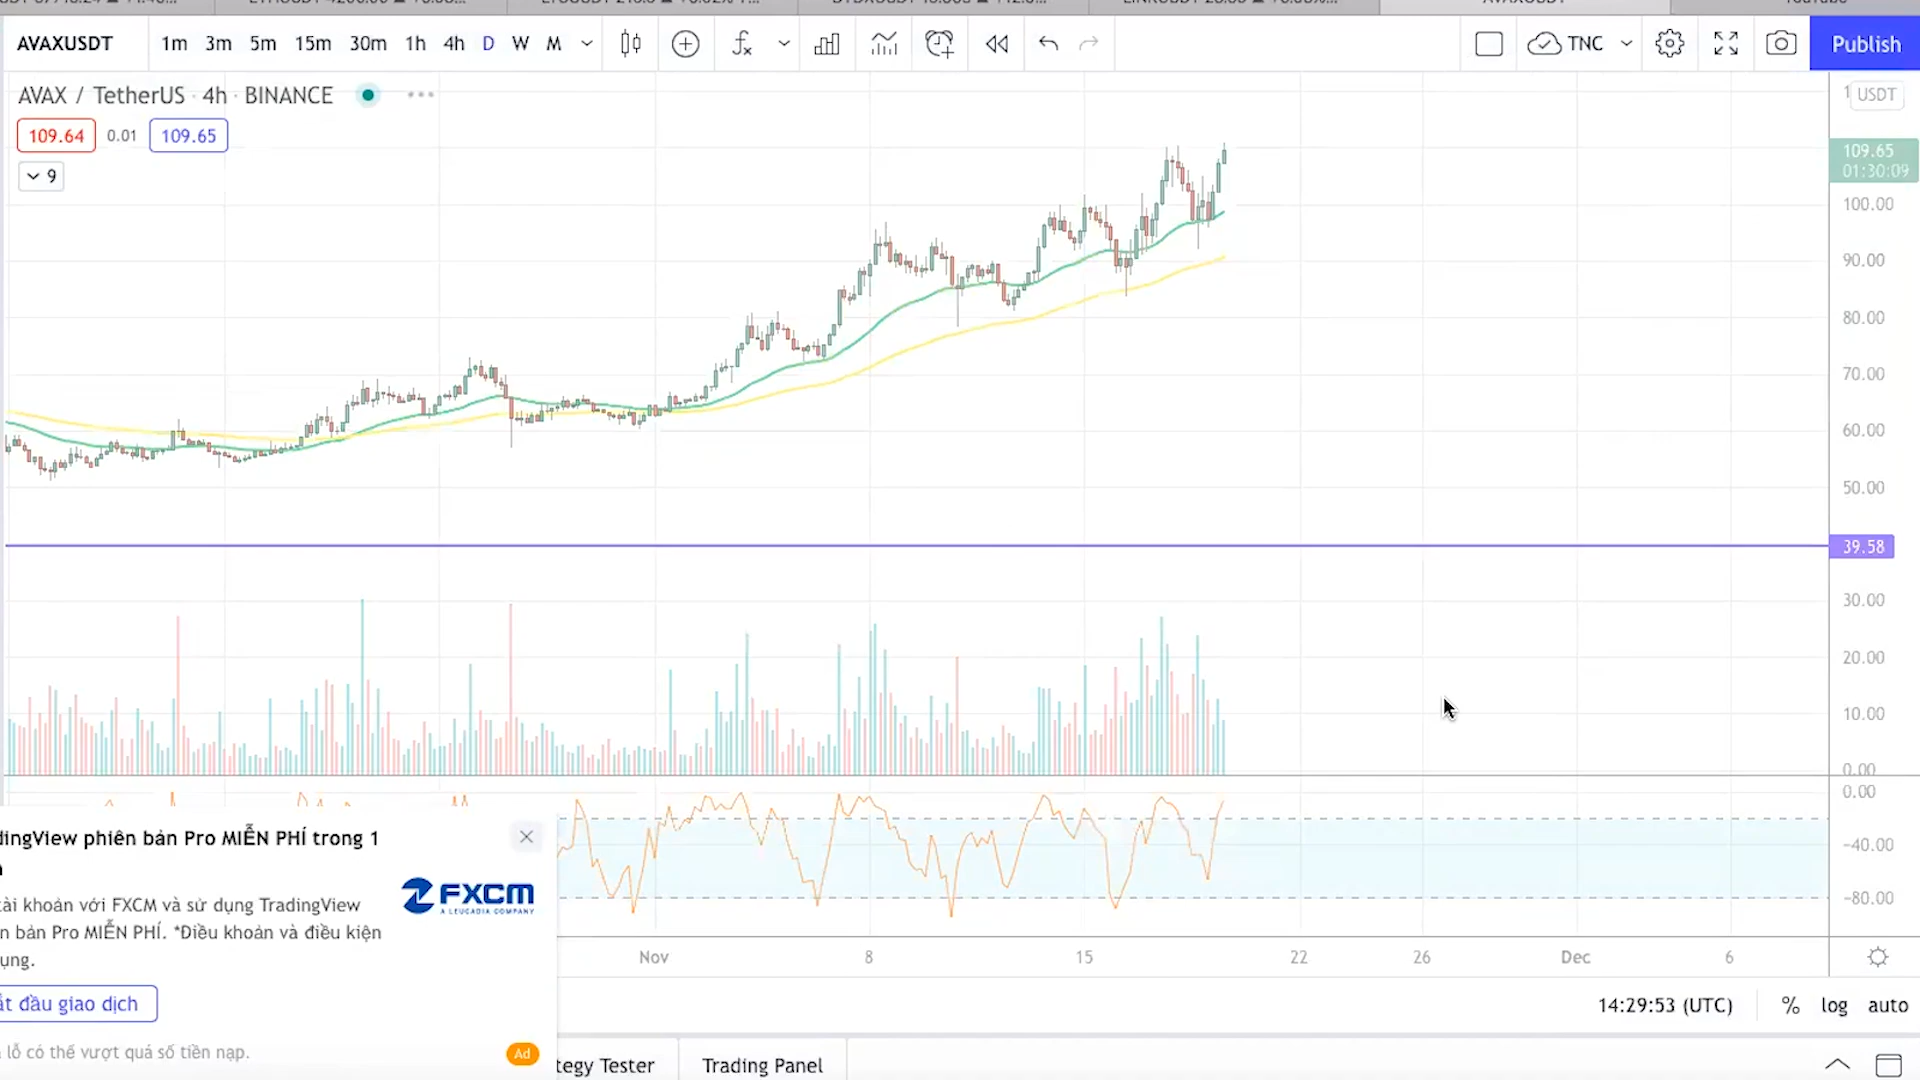 AVAXUSDT
1m 3m 5m 15m 30m 1h 4h D W M
TNC
Publish
AVAX / TetherUS · 4h · BINANCE
USDT
109.64 0.01 109.65
9
109.65
01:30:09
100.00
90.00
80.00
70.00
60.00
50.00
39.58
30.00
20.00
10.00
0.00
0.00
-40.00
-80.00
Nov 8 15 22 26 Dec 6
dingView phiên bản Pro MIỄN PHÍ trong 1
tài khoản với FXCM và sử dụng TradingView
n bản Pro MIỄN PHÍ. *Điều khoản và điều kiện
ụng.
FXCM
A LEUCADIA COMPANY
ắt đầu giao dịch
lỗ có thể vượt quá số tiền nạp.
Ad
14:29:53 (UTC) % log auto
tegy Tester Trading Panel